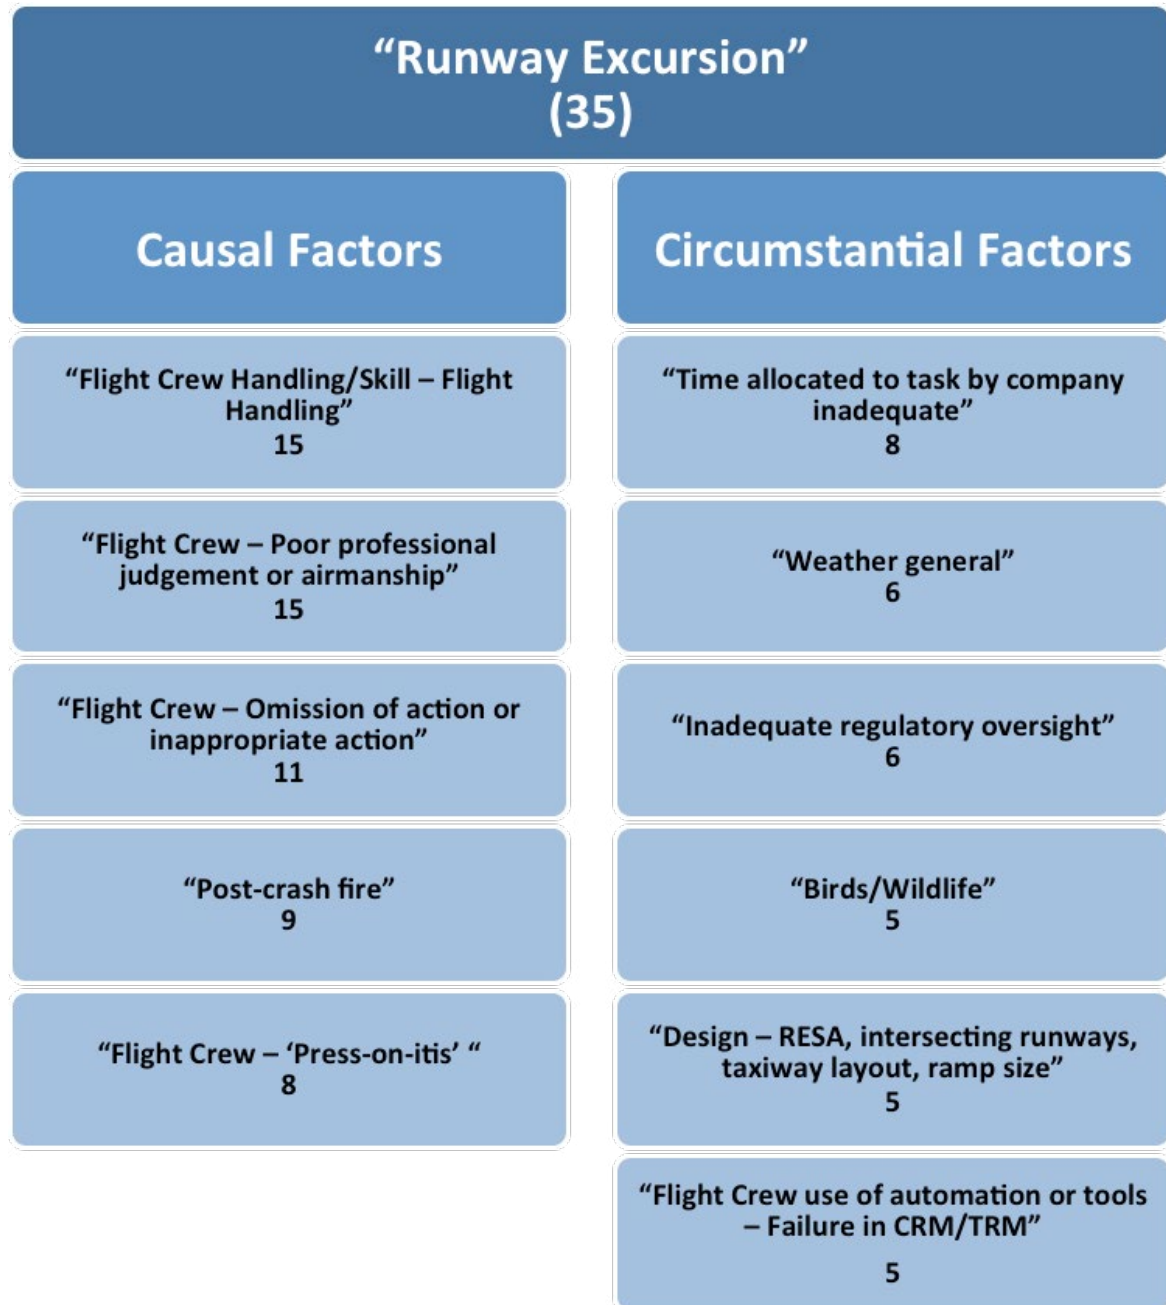 “Runway Excursion”
(35)
Causal Factors
“Flight Crew Handling/Skill – Flight
Handling”
15
“Flight Crew – Poor professional
judgement or airmanship”
15
“Flight Crew – Omission of action or
inappropriate action”
11
“Post-crash fire”
9
“Flight Crew – ‘Press-on-itis’ “
8
Circumstantial Factors
“Time allocated to task by company
inadequate”
8
“Weather general”
6
“Inadequate regulatory oversight”
6
“Birds/Wildlife”
5
“Design – RESA, intersecting runways,
taxiway layout, ramp size”
5
“Flight Crew use of automation or tools
– Failure in CRM/TRM”
5